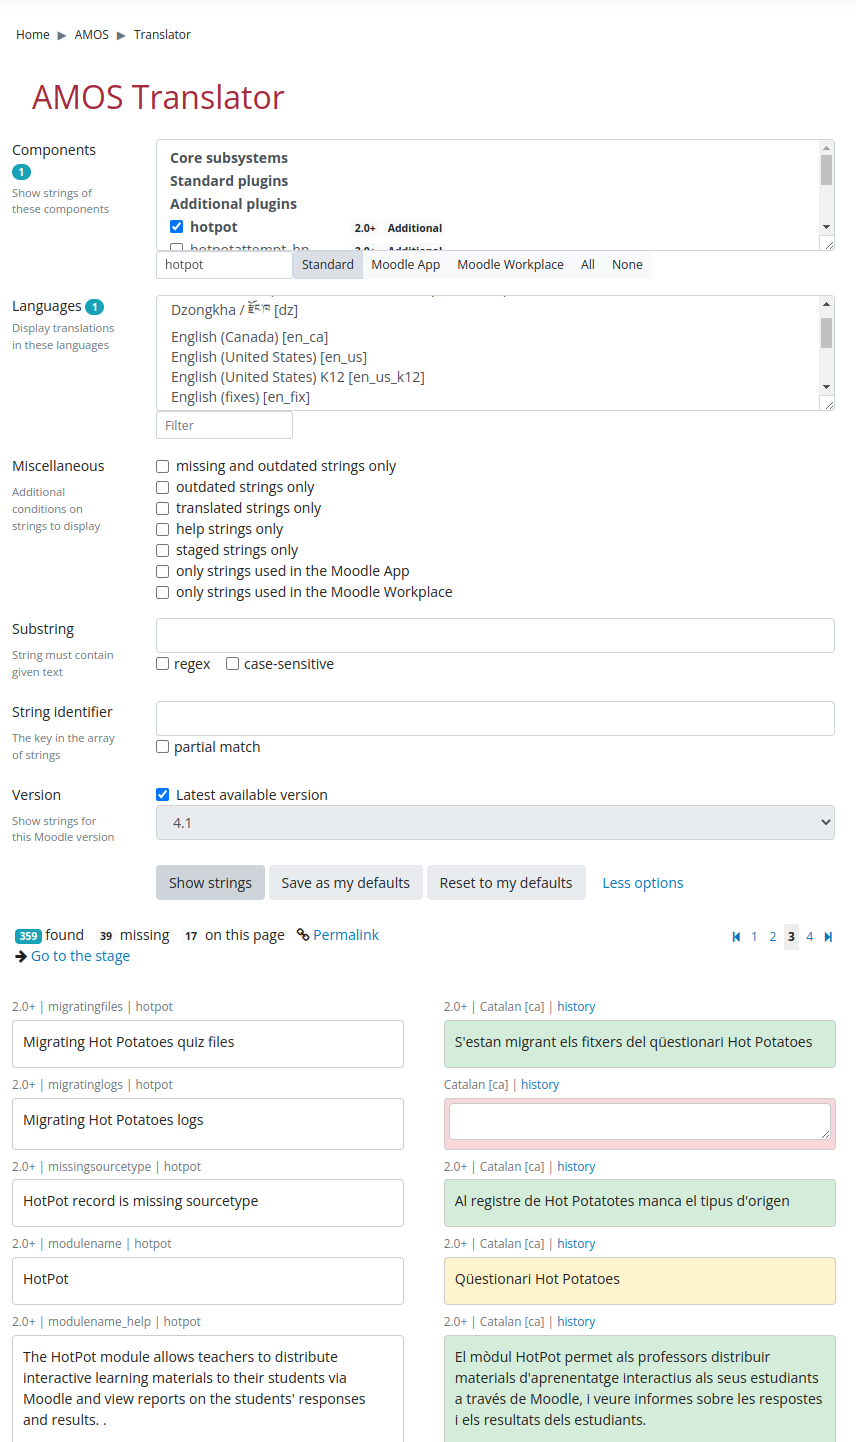 Home ▶ AMOS ▶ Translator
AMOS Translator
Components
1
Show strings of
these components
Core subsystems
Standard plugins
Additional plugins
hotpot 2.0+ Additional
hotpotattempt_hp 2.0+ Additional
hotpot Standard Moodle App Moodle Workplace All None
Languages 1
Display translations
in these languages
Dzongkha / རྫོང་ཁ [dz]
English (Canada) [en_ca]
English (United States) [en_us]
English (United States) K12 [en_us_k12]
English (fixes) [en_fix]
Filter
Miscellaneous
Additional
conditions on
strings to display
missing and outdated strings only
outdated strings only
translated strings only
help strings only
staged strings only
only strings used in the Moodle App
only strings used in the Moodle Workplace
Substring
String must contain
given text
regex case-sensitive
String identifier
The key in the array
of strings
partial match
Version
Show strings for
this Moodle version
Latest available version
4.1
Show strings Save as my defaults Reset to my defaults Less options
359 found 39 missing 17 on this page Permalink
1 2 3 4
Go to the stage
2.0+ | migratingfiles | hotpot
2.0+ | Catalan [ca] | history
Migrating Hot Potatoes quiz files
S'estan migrant els fitxers del qüestionari Hot Potatoes
2.0+ | migratinglogs | hotpot
Catalan [ca] | history
Migrating Hot Potatoes logs
2.0+ | missingsourcetype | hotpot
2.0+ | Catalan [ca] | history
HotPot record is missing sourcetype
Al registre de Hot Potatotes manca el tipus d'origen
2.0+ | modulename | hotpot
2.0+ | Catalan [ca] | history
HotPot
Qüestionari Hot Potatoes
2.0+ | modulename_help | hotpot
2.0+ | Catalan [ca] | history
The HotPot module allows teachers to distribute
interactive learning materials to their students via
Moodle and view reports on the students' responses
and results. .
El mòdul HotPot permet als professors distribuir
materials d'aprenentatge interactius als seus estudiants
a través de Moodle, i veure informes sobre les respostes
i els resultats dels estudiants.